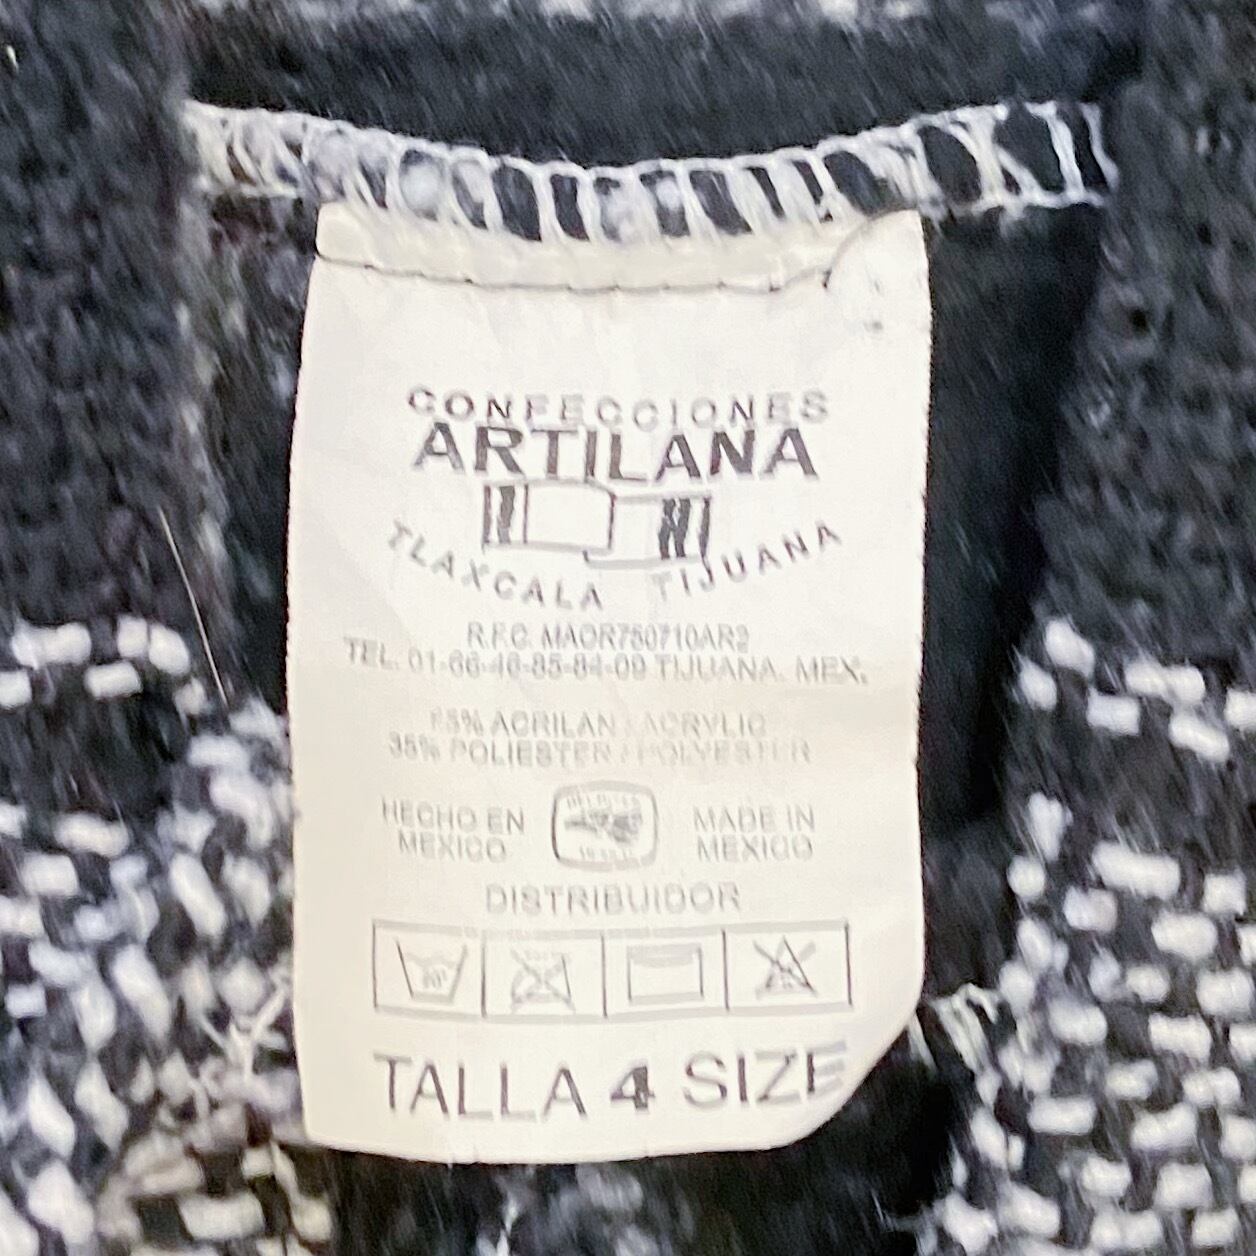 CONFECCIONES
ARTILANA
TLAXCALA TIJUANA
R.F.C. MAOR750710AR2
TEL. 01-66-46-85-84-09 TIJUANA. MEX.
ACRILAN / ACRYLIC
35% POLIESTER / POLYESTER
HECHO EN
MEXICO
MADE IN
MEXICO
DISTRIBUIDOR
TALLA 4 SIZE